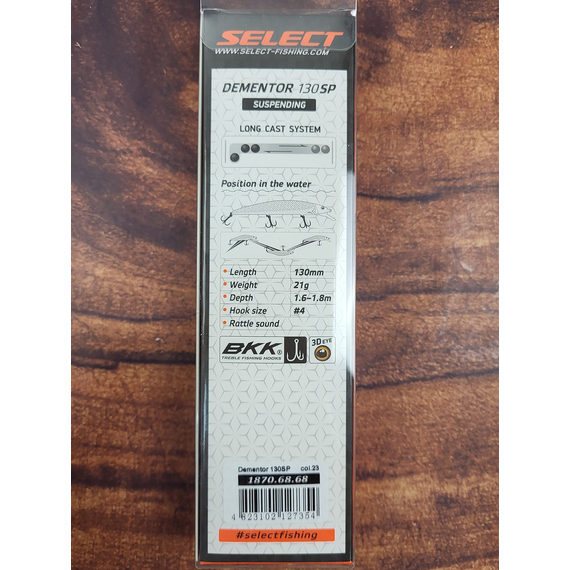 SELECT
WWW.SELECT-FISHING.COM
DEMENTOR 130SP
SUSPENDING
LONG CAST SYSTEM
Position in the water
• Length 130mm
• Weight 21g
• Depth 1.6-1.8m
• Hook size #4
• Rattle sound
BKK® 3D EYE
TREBLE FISHING HOOKS
Dementor 130SP col.23
1870.68.68
4 823102 127354
#selectfishing